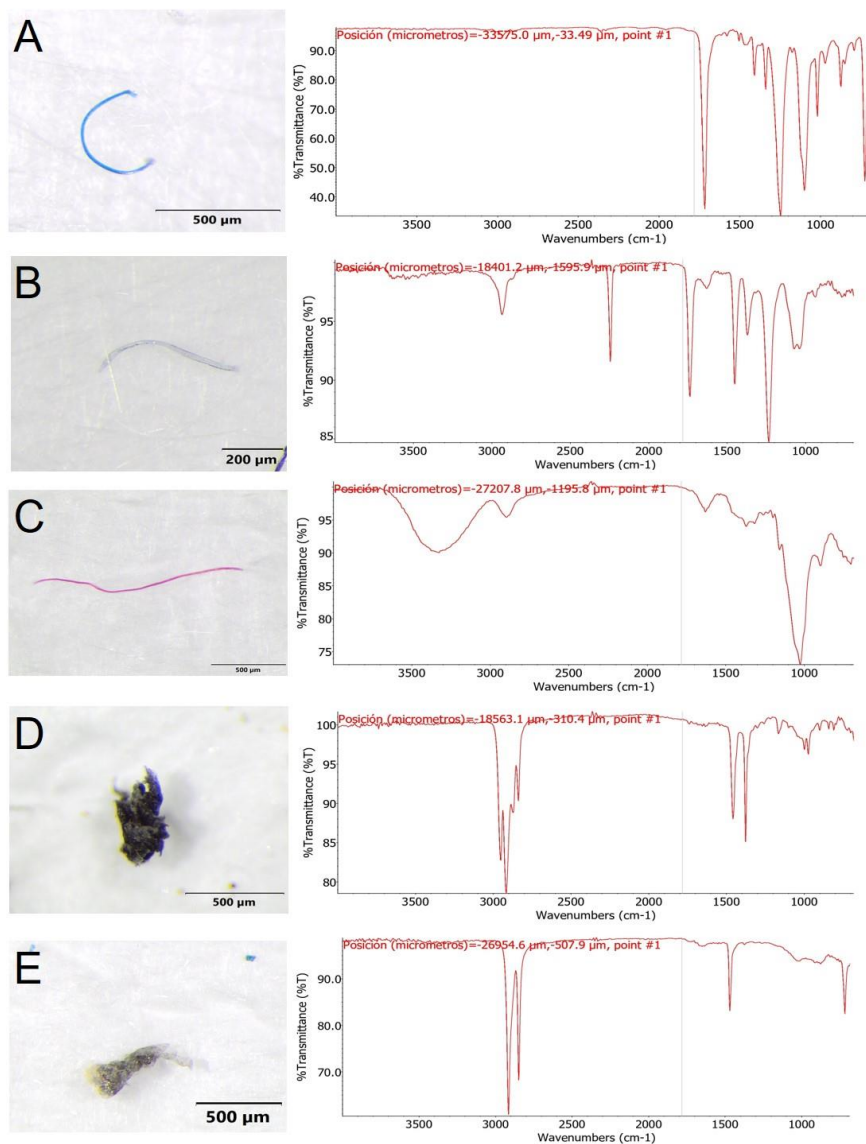 A
500 µm
Posición (micrometros)=-33575.0 µm,-33.49 µm, point #1
%Transmittance (%T)
90.0
80.0
70.0
60.0
50.0
40.0
3500 3000 2500 2000 1500 1000
Wavenumbers (cm-1)
B
200 µm
Posición (micrometros)=-18401.2 µm,-1595.9 µm, point #1
%Transmittance (%T)
95
90
85
3500 3000 2500 2000 1500 1000
Wavenumbers (cm-1)
C
500 µm
Posición (micrometros)=-27207.8 µm,-1195.8 µm, point #1
%Transmittance (%T)
95
90
85
80
75
3500 3000 2500 2000 1500 1000
Wavenumbers (cm-1)
D
500 µm
Posición (micrometros)=-18563.1 µm,-310.4 µm, point #1
%Transmittance (%T)
100
95
90
85
80
3500 3000 2500 2000 1500 1000
Wavenumbers (cm-1)
E
500 µm
Posición (micrometros)=-26954.6 µm,-507.9 µm, point #1
%Transmittance (%T)
90.0
80.0
70.0
3500 3000 2500 2000 1500 1000
Wavenumbers (cm-1)